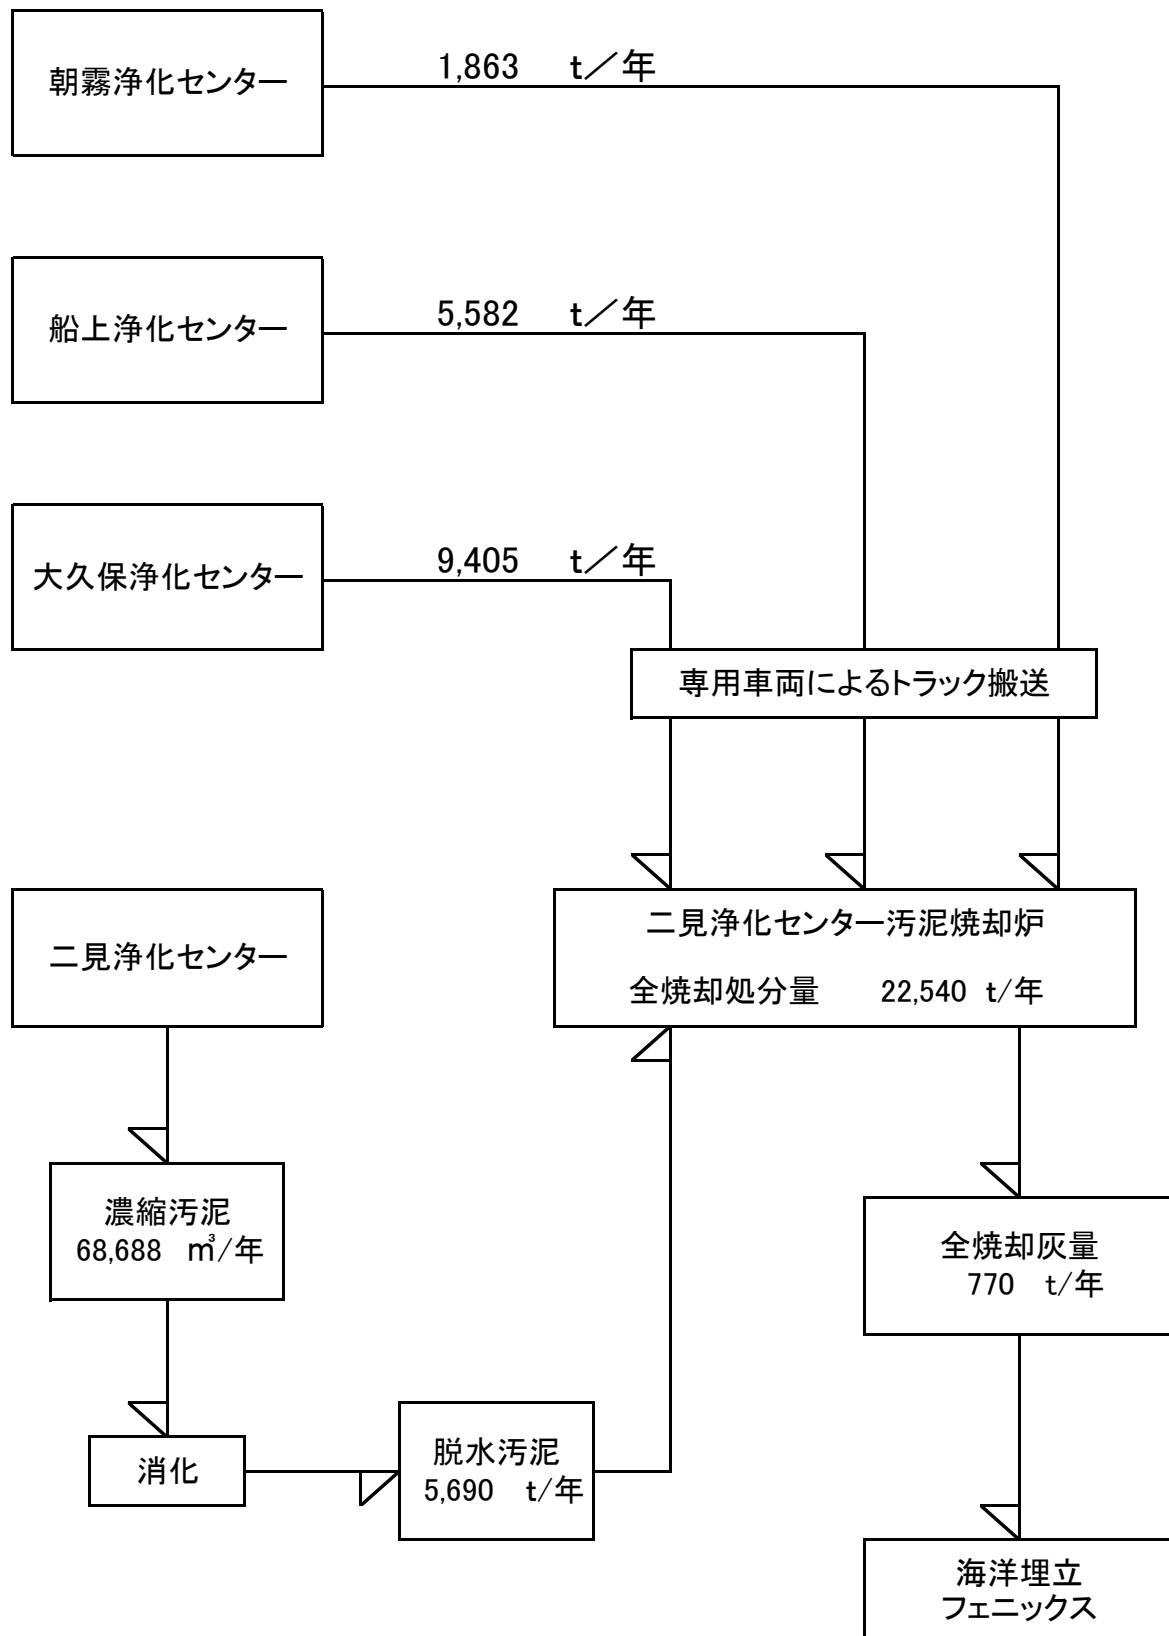 朝霧浄化センター
1,863 t／年
船上浄化センター
5,582 t／年
大久保浄化センター
9,405 t／年
専用車両によるトラック搬送
二見浄化センター
二見浄化センター汚泥焼却炉
全焼却処分量 22,540 t/年
濃縮汚泥
68,688 ㎥/年
全焼却灰量
770 t/年
消化
脱水汚泥
5,690 t/年
海洋埋立
フェニックス